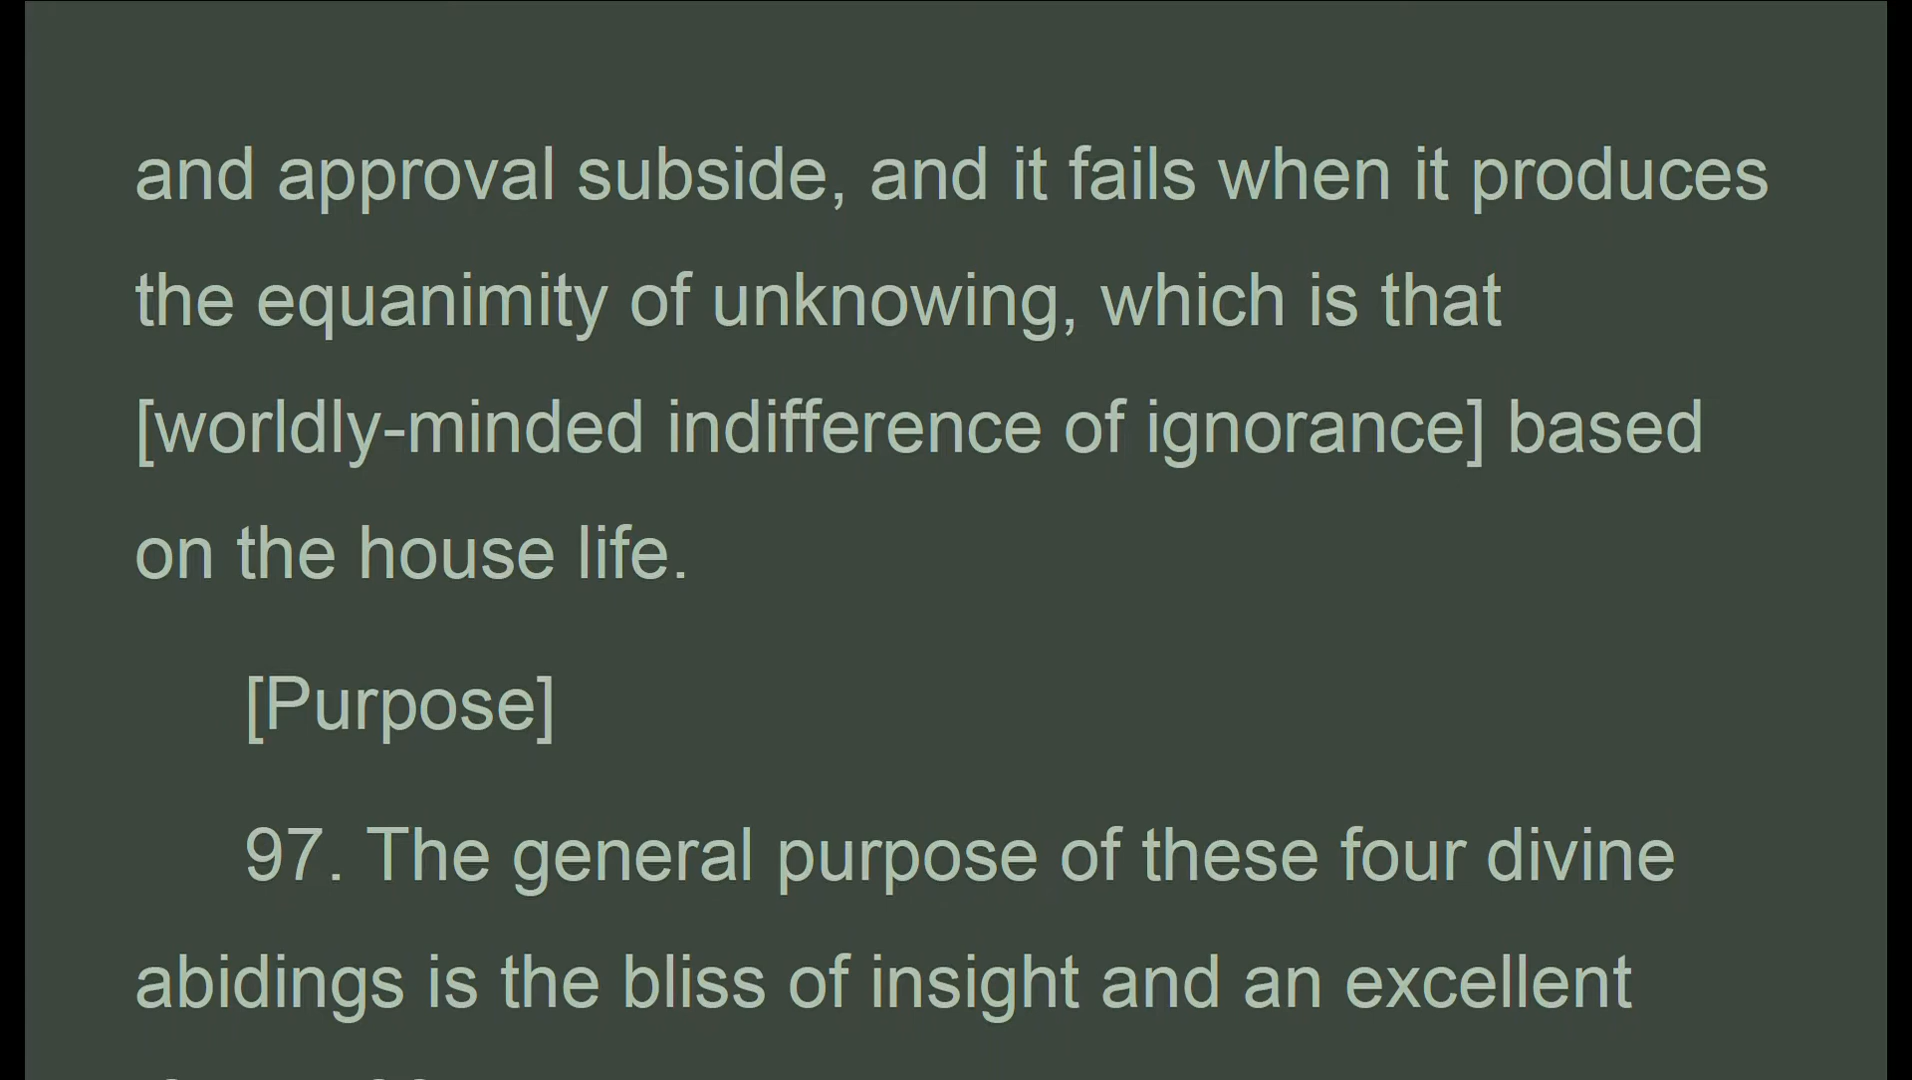 and approval subside, and it fails when it produces
the equanimity of unknowing, which is that
[worldly-minded indifference of ignorance] based
on the house life.
[Purpose]
97. The general purpose of these four divine
abidings is the bliss of insight and an excellent